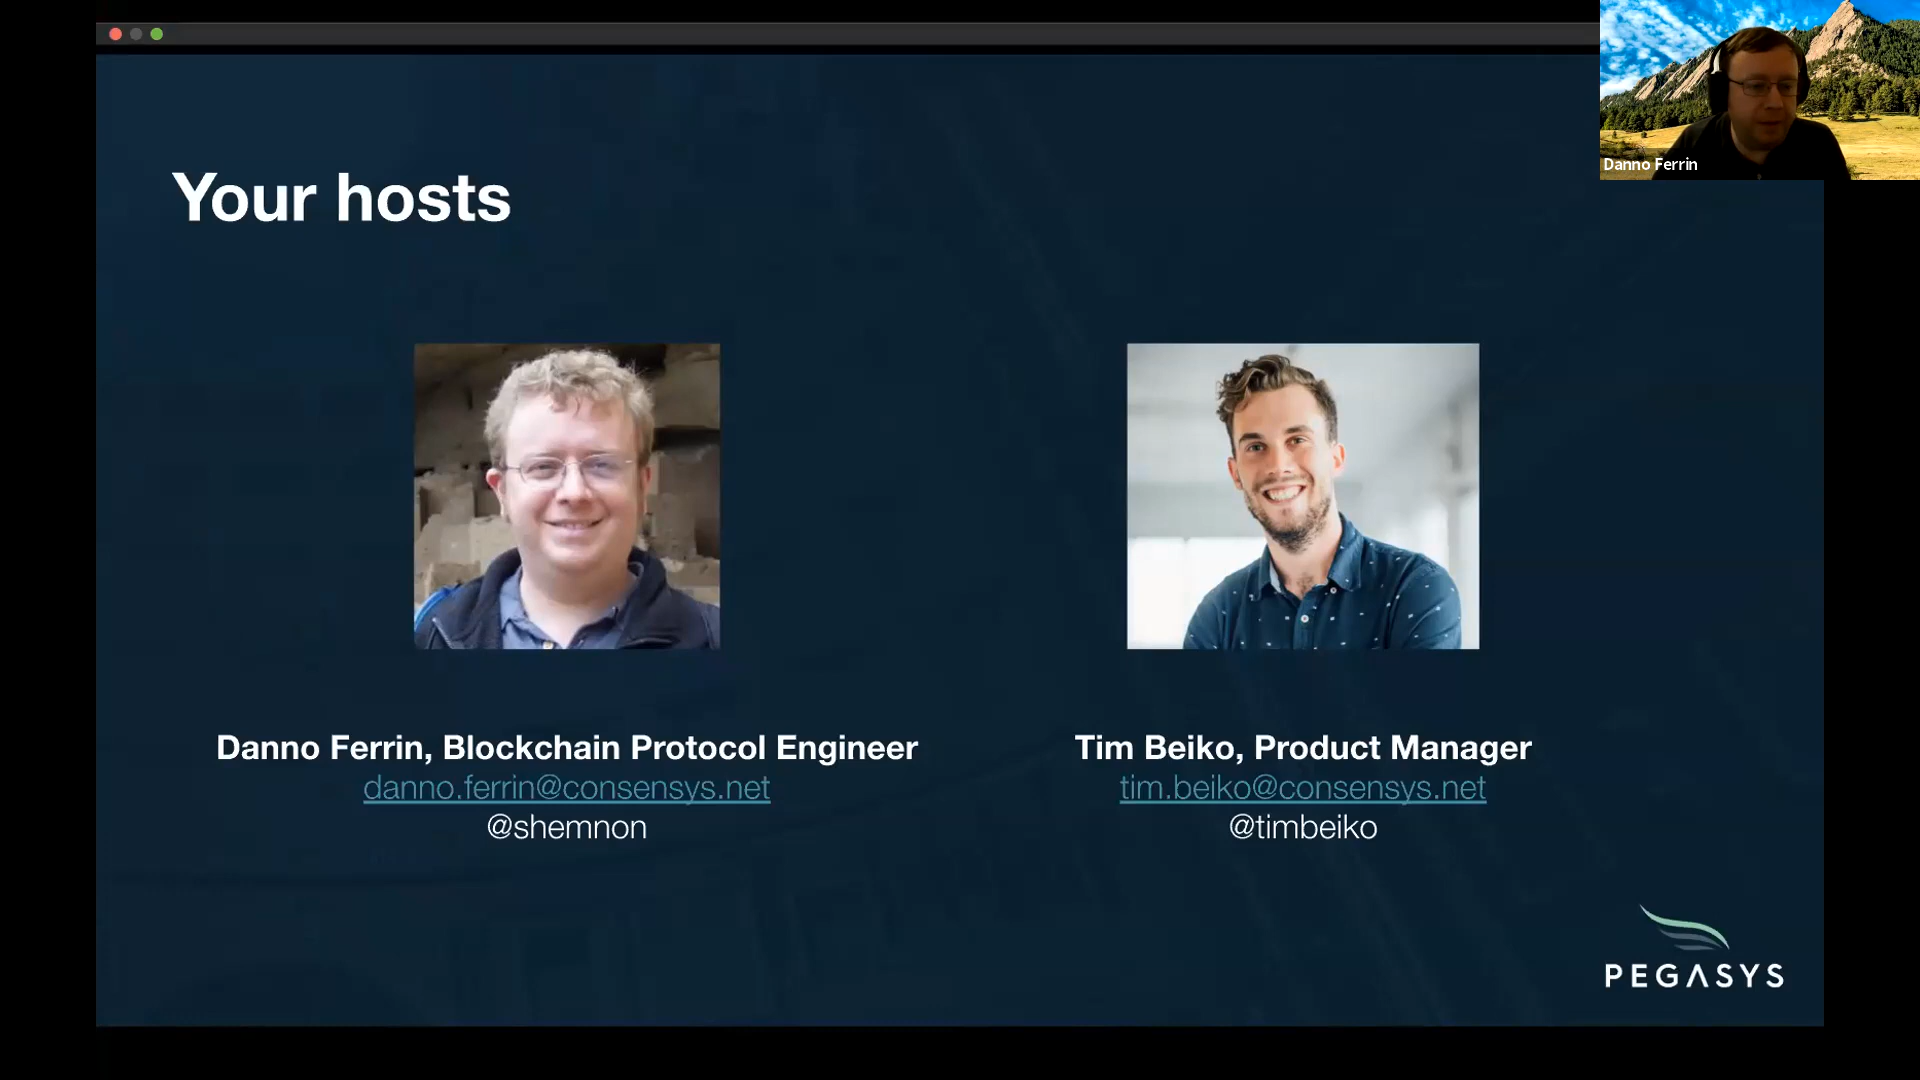 Your hosts
Danno Ferrin
Danno Ferrin, Blockchain Protocol Engineer
danno.ferrin@consensys.net
@shemnon
Tim Beiko, Product Manager
tim.beiko@consensys.net
@timbeiko
PEGASYS